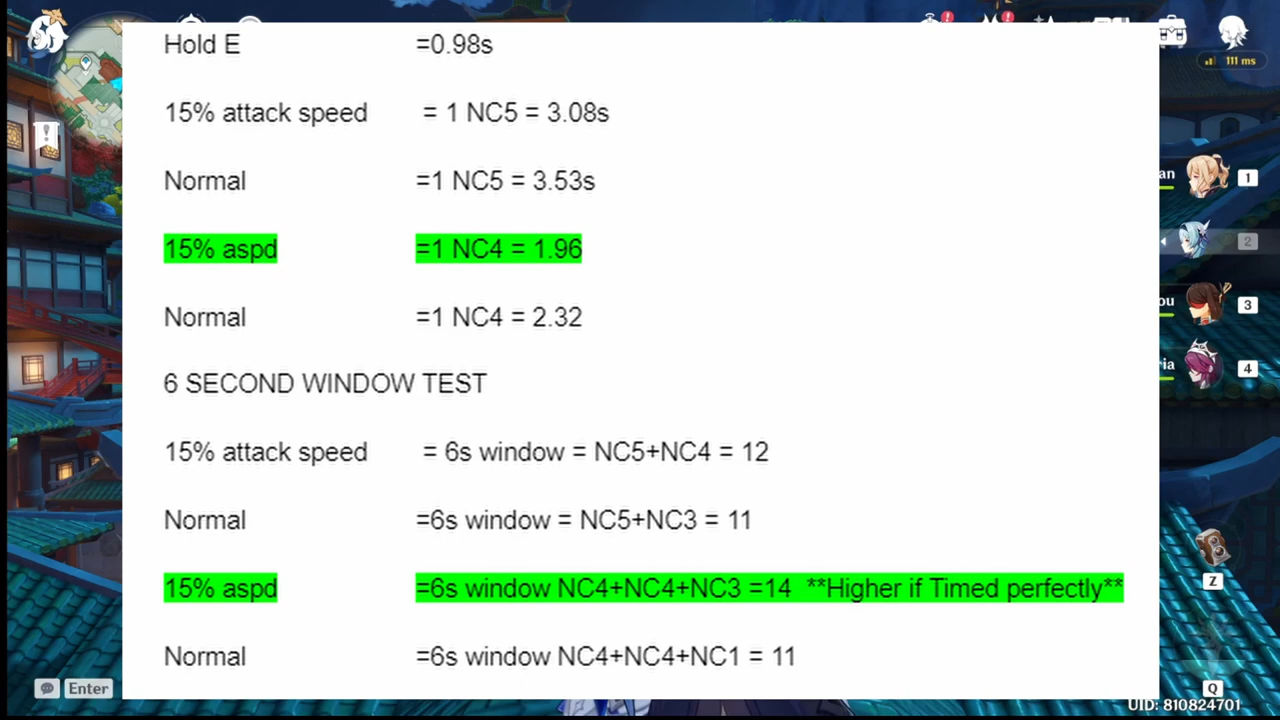 111 ms
Hold E =0.98s
15% attack speed = 1 NC5 = 3.08s
Normal =1 NC5 = 3.53s
an 1
15% aspd =1 NC4 = 1.96
2
Normal =1 NC4 = 2.32
ou 3
6 SECOND WINDOW TEST
ia 4
15% attack speed = 6s window = NC5+NC4 = 12
Normal =6s window = NC5+NC3 = 11
15% aspd =6s window NC4+NC4+NC3 =14 **Higher if Timed perfectly**
Z
Normal =6s window NC4+NC4+NC1 = 11
Enter
Q
UID: 810824701